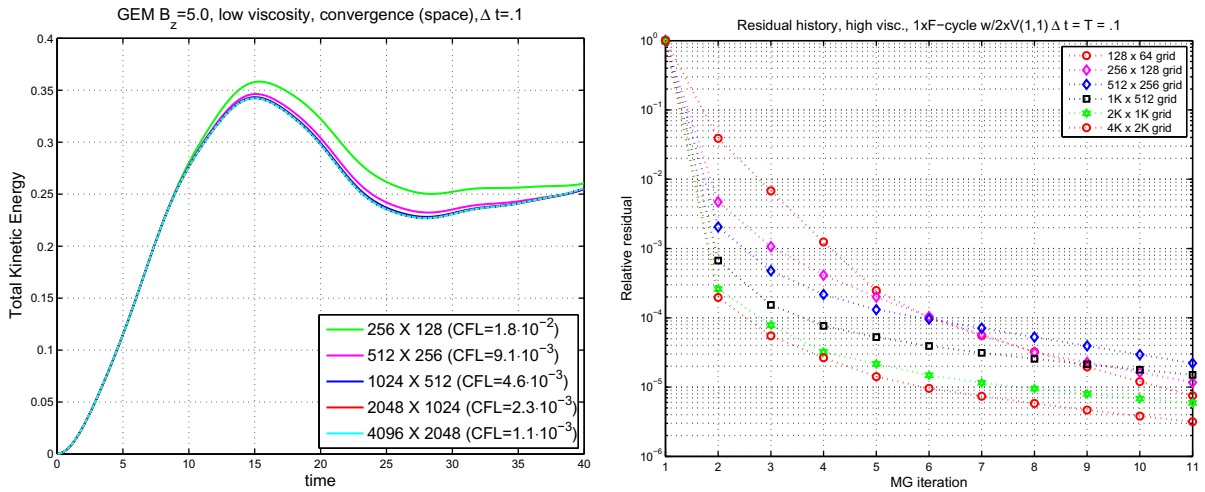 GEM B_z=5.0, low viscosity, convergence (space), Δ t=.1
0.4
0.35
0.3
0.25
0.2
0.15
0.1
0.05
0
Total Kinetic Energy
256 X 128 (CFL=1.8·10^-2)
512 X 256 (CFL=9.1·10^-3)
1024 X 512 (CFL=4.6·10^-3)
2048 X 1024 (CFL=2.3·10^-3)
4096 X 2048 (CFL=1.1·10^-3)
0 5 10 15 20 25 30 35 40
time
Residual history, high visc., 1xF−cycle w/2xV(1,1) Δ t = T = .1
10^0
10^−1
10^−2
10^−3
10^−4
10^−5
10^−6
Relative residual
128 x 64 grid
256 x 128 grid
512 x 256 grid
1K x 512 grid
2K x 1K grid
4K x 2K grid
1 2 3 4 5 6 7 8 9 10 11
MG iteration